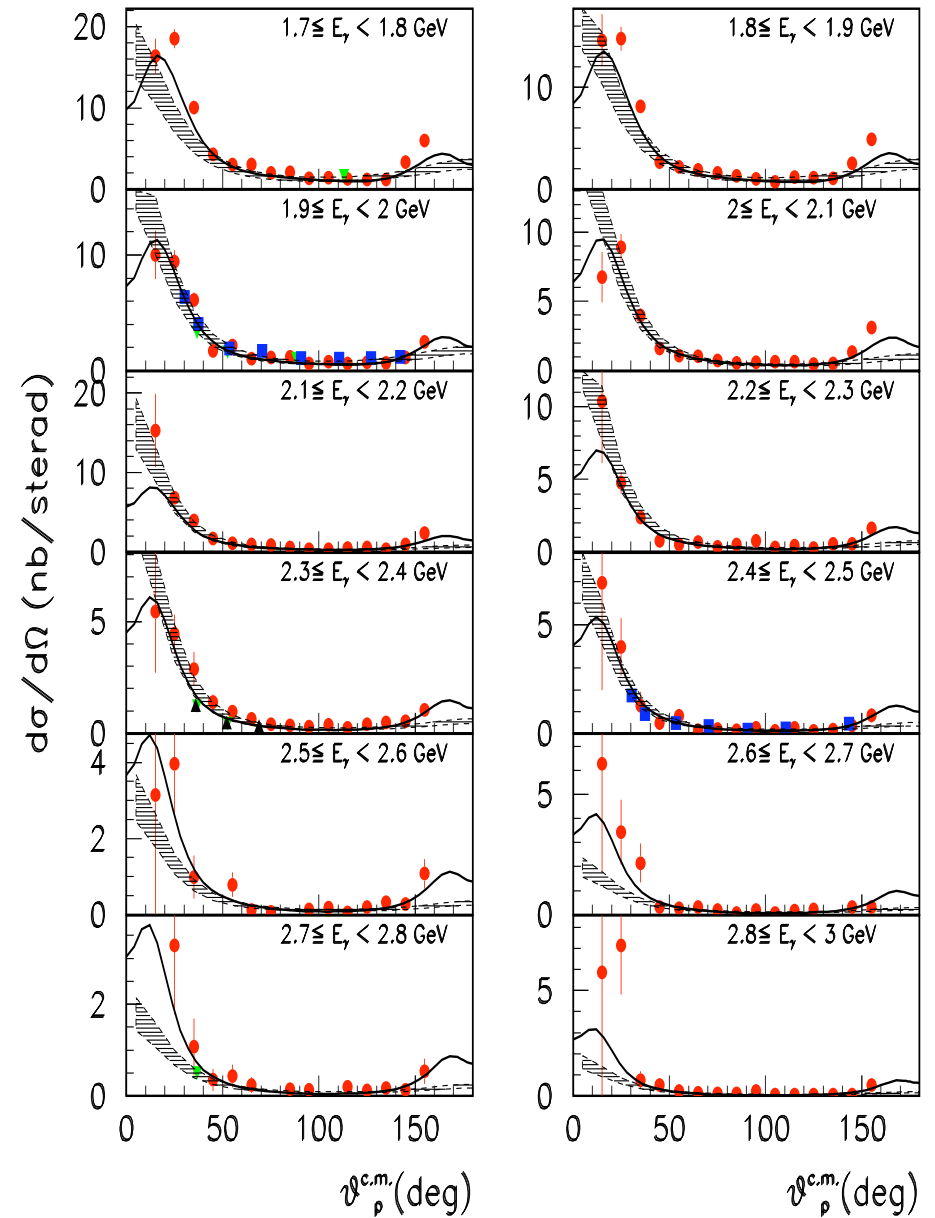 dσ/dΩ (nb/sterad)
1.7≦ Eγ < 1.8 GeV
20
10
0
1.8≦ Eγ < 1.9 GeV
10
0
1.9≦ Eγ < 2 GeV
10
0
2≦ Eγ < 2.1 GeV
10
5
0
2.1≦ Eγ < 2.2 GeV
20
10
0
2.2≦ Eγ < 2.3 GeV
10
5
0
2.3≦ Eγ < 2.4 GeV
5
0
2.4≦ Eγ < 2.5 GeV
5
0
2.5≦ Eγ < 2.6 GeV
4
2
0
2.6≦ Eγ < 2.7 GeV
5
0
2.7≦ Eγ < 2.8 GeV
2
0
2.8≦ Eγ < 3 GeV
5
0
0 50 100 150
0 50 100 150
ϑp c.m.(deg)
ϑp c.m.(deg)